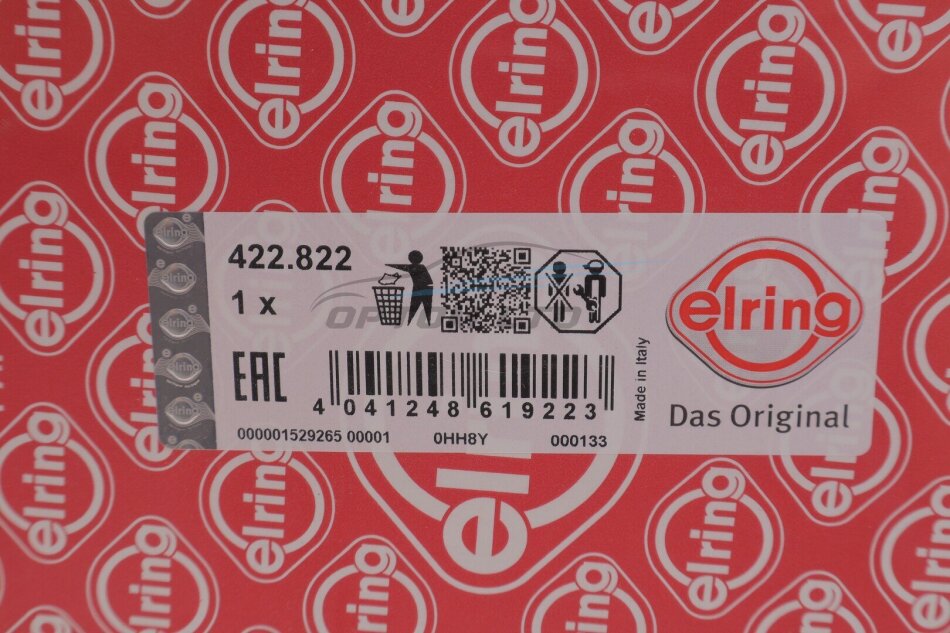 422.822
1 x
EAC
4 041248 619223
000001529265 00001 0HH8Y 000133
Made in Italy
elring
Das Original